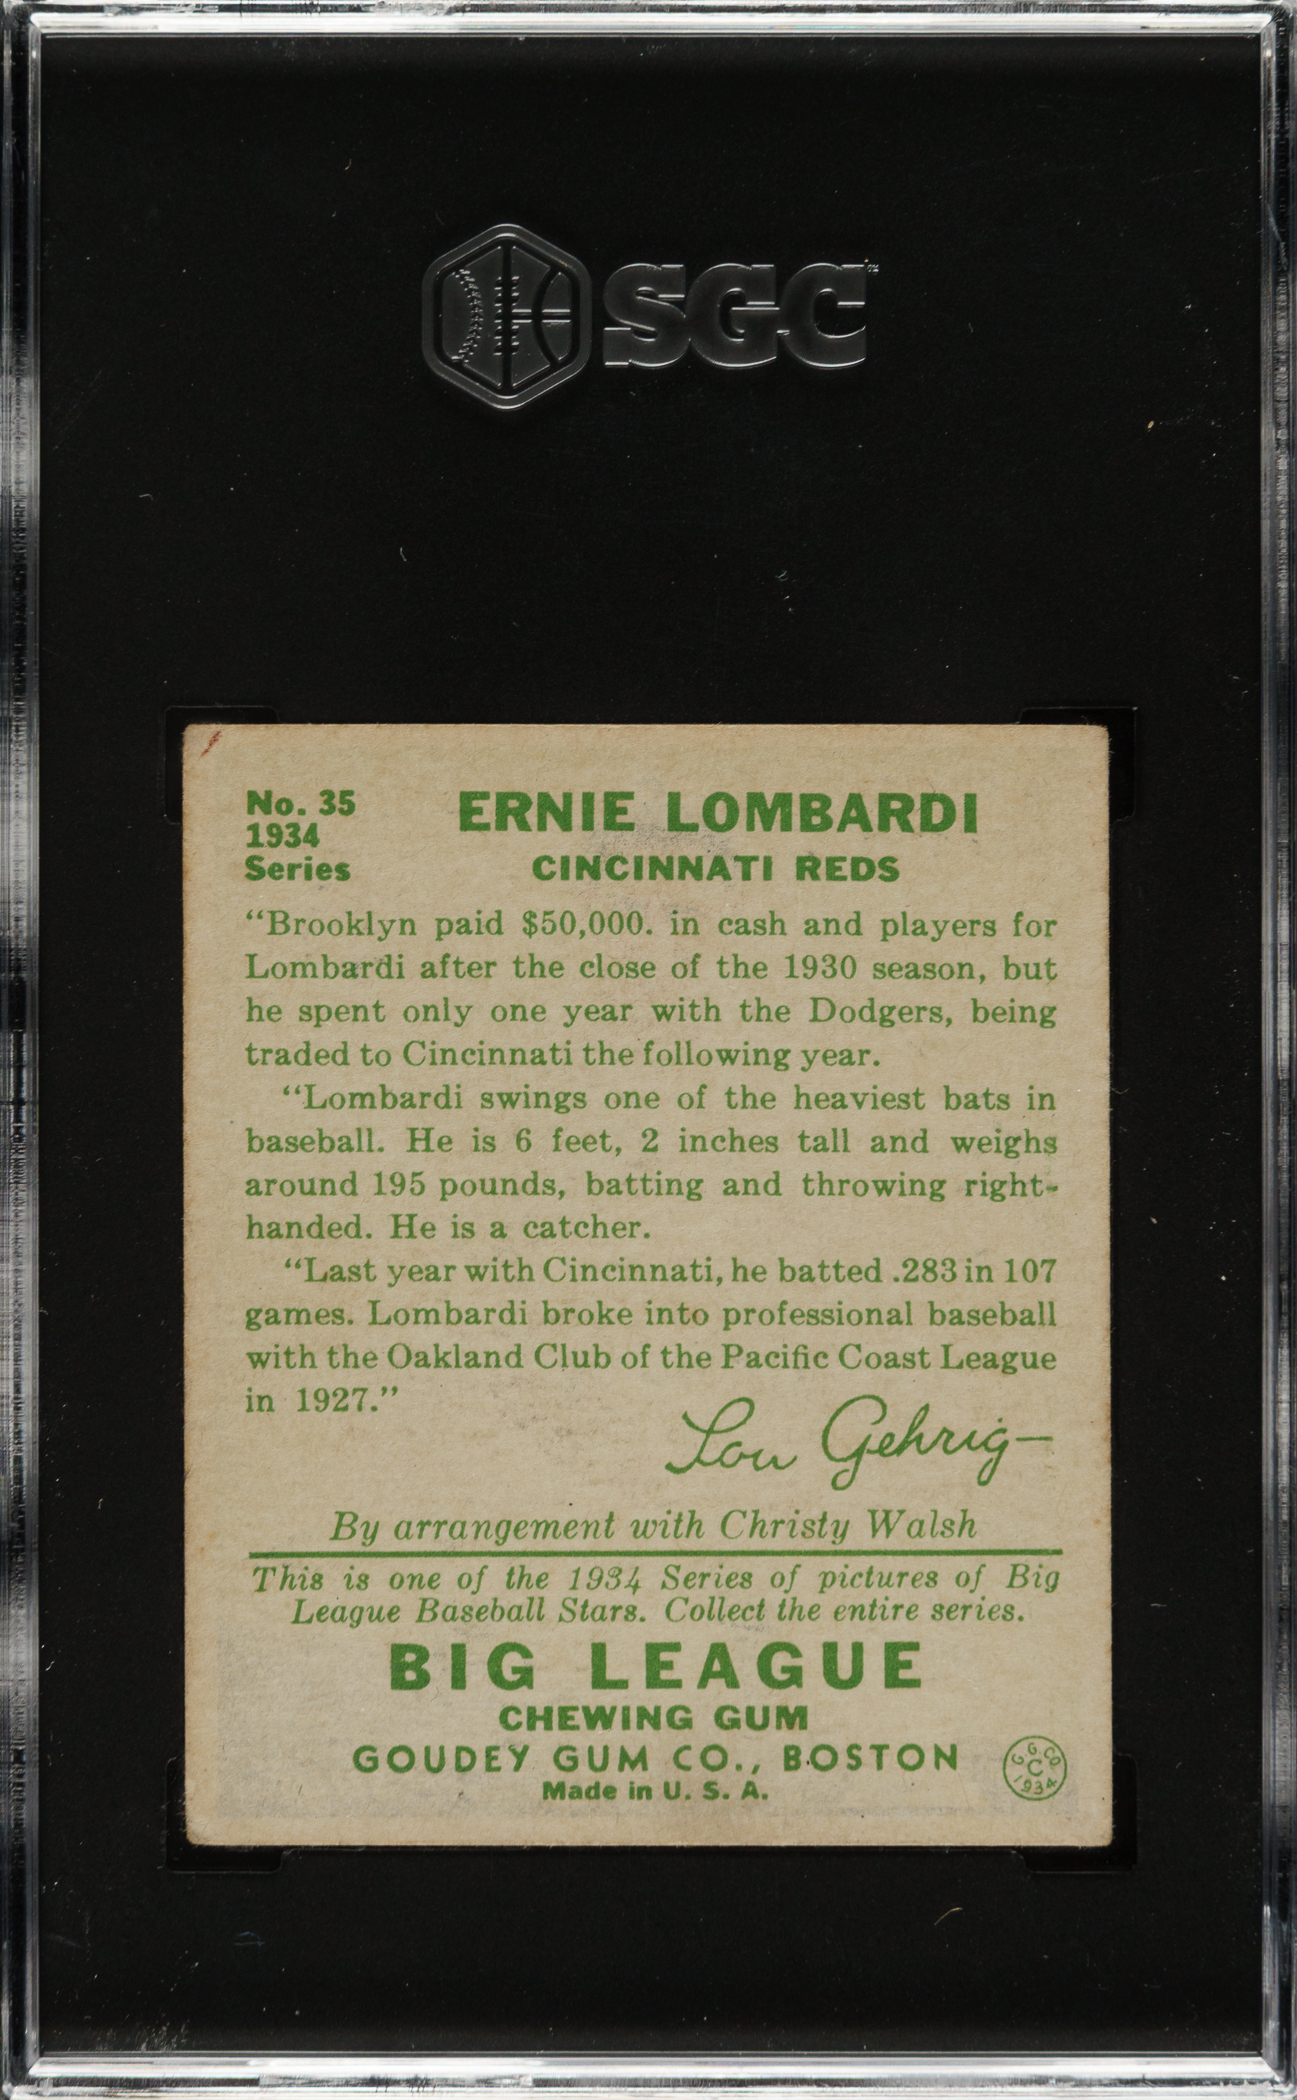 SGC
No. 35
1934
Series
ERNIE LOMBARDI
CINCINNATI REDS
“Brooklyn paid $50,000. in cash and players for
Lombardi after the close of the 1930 season, but
he spent only one year with the Dodgers, being
traded to Cincinnati the following year.
“Lombardi swings one of the heaviest bats in
baseball. He is 6 feet, 2 inches tall and weighs
around 195 pounds, batting and throwing right-
handed. He is a catcher.
“Last year with Cincinnati, he batted .283 in 107
games. Lombardi broke into professional baseball
with the Oakland Club of the Pacific Coast League
in 1927.”
Lou Gehrig
By arrangement with Christy Walsh
This is one of the 1934 Series of pictures of Big
League Baseball Stars. Collect the entire series.
BIG LEAGUE
CHEWING GUM
GOUDEY GUM CO., BOSTON
Made in U. S. A.
G G CO
C
1934